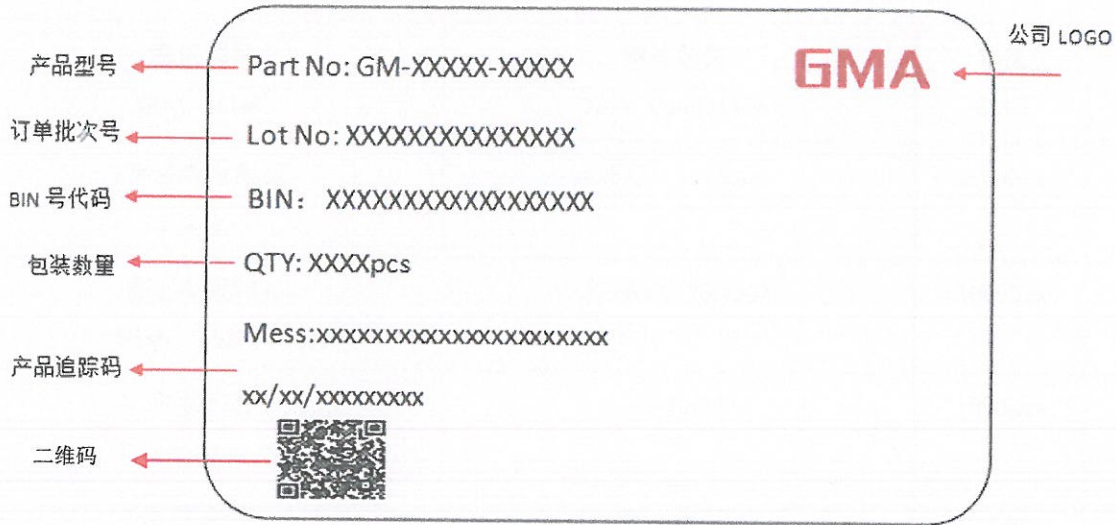 公司 LOGO
产品型号 Part No: GM-XXXXX-XXXXX GMA
订单批次号 Lot No: XXXXXXXXXXXXXXX
BIN 号代码 BIN： XXXXXXXXXXXXXXXXXX
包装数量 QTY: XXXXpcs
Mess:xxxxxxxxxxxxxxxxxxxxxx
产品追踪码
xx/xx/xxxxxxxxx
二维码